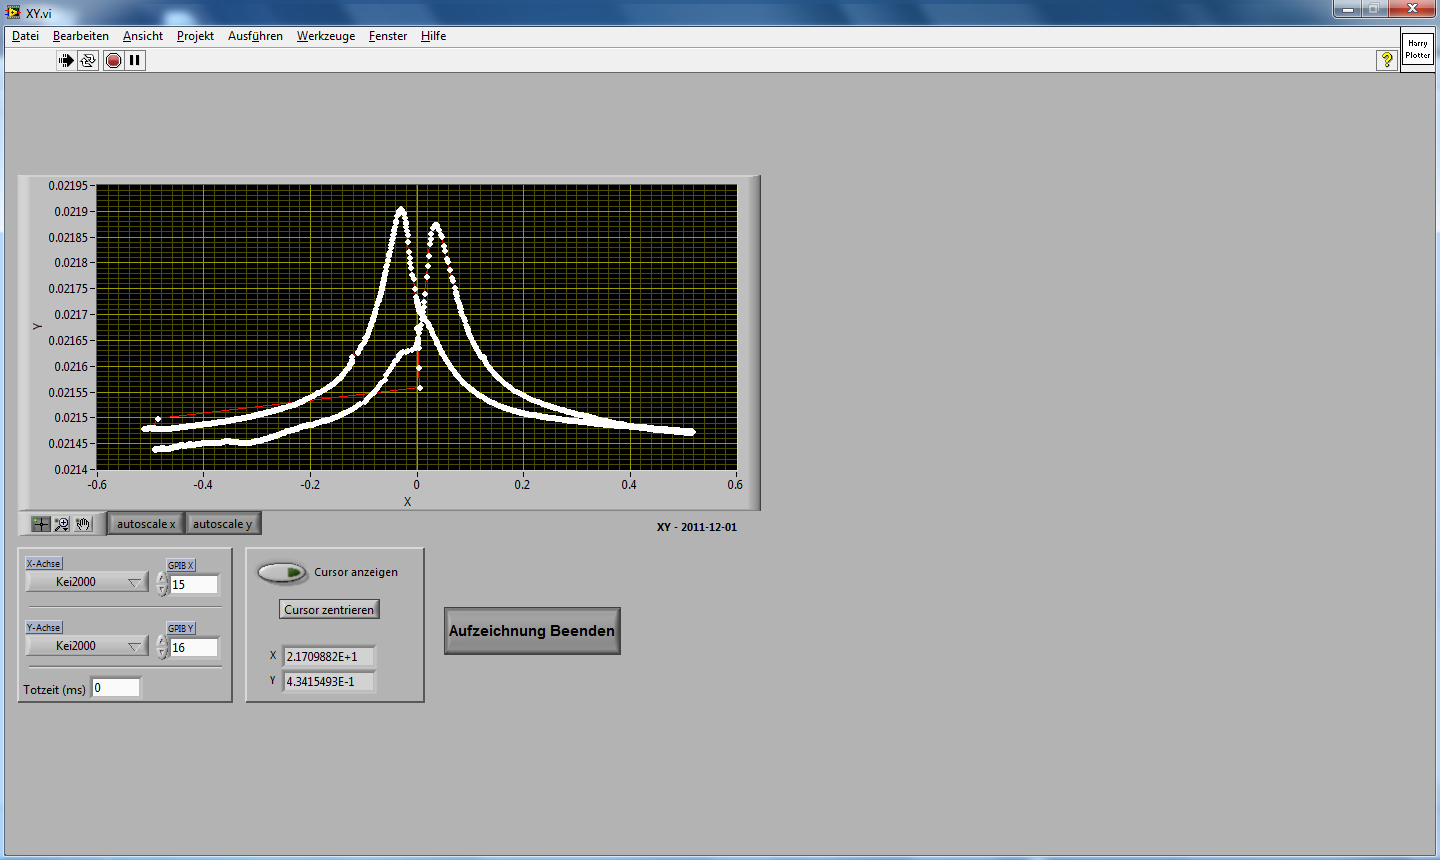 XY.vi
Datei Bearbeiten Ansicht Projekt Ausführen Werkzeuge Fenster Hilfe
?
Harry
Plotter
0.02195
0.0219
0.02185
0.0218
0.02175
0.0217
0.02165
0.0216
0.02155
0.0215
0.02145
0.0214
Y
-0.6 -0.4 -0.2 0 0.2 0.4 0.6
X
autoscale x autoscale y
XY - 2011-12-01
X-Achse
Kei2000
GPIB X
15
Y-Achse
Kei2000
GPIB Y
16
Totzeit (ms) 0
Cursor anzeigen
Cursor zentrieren
X 2.1709882E+1
Y 4.3415493E-1
Aufzeichnung Beenden